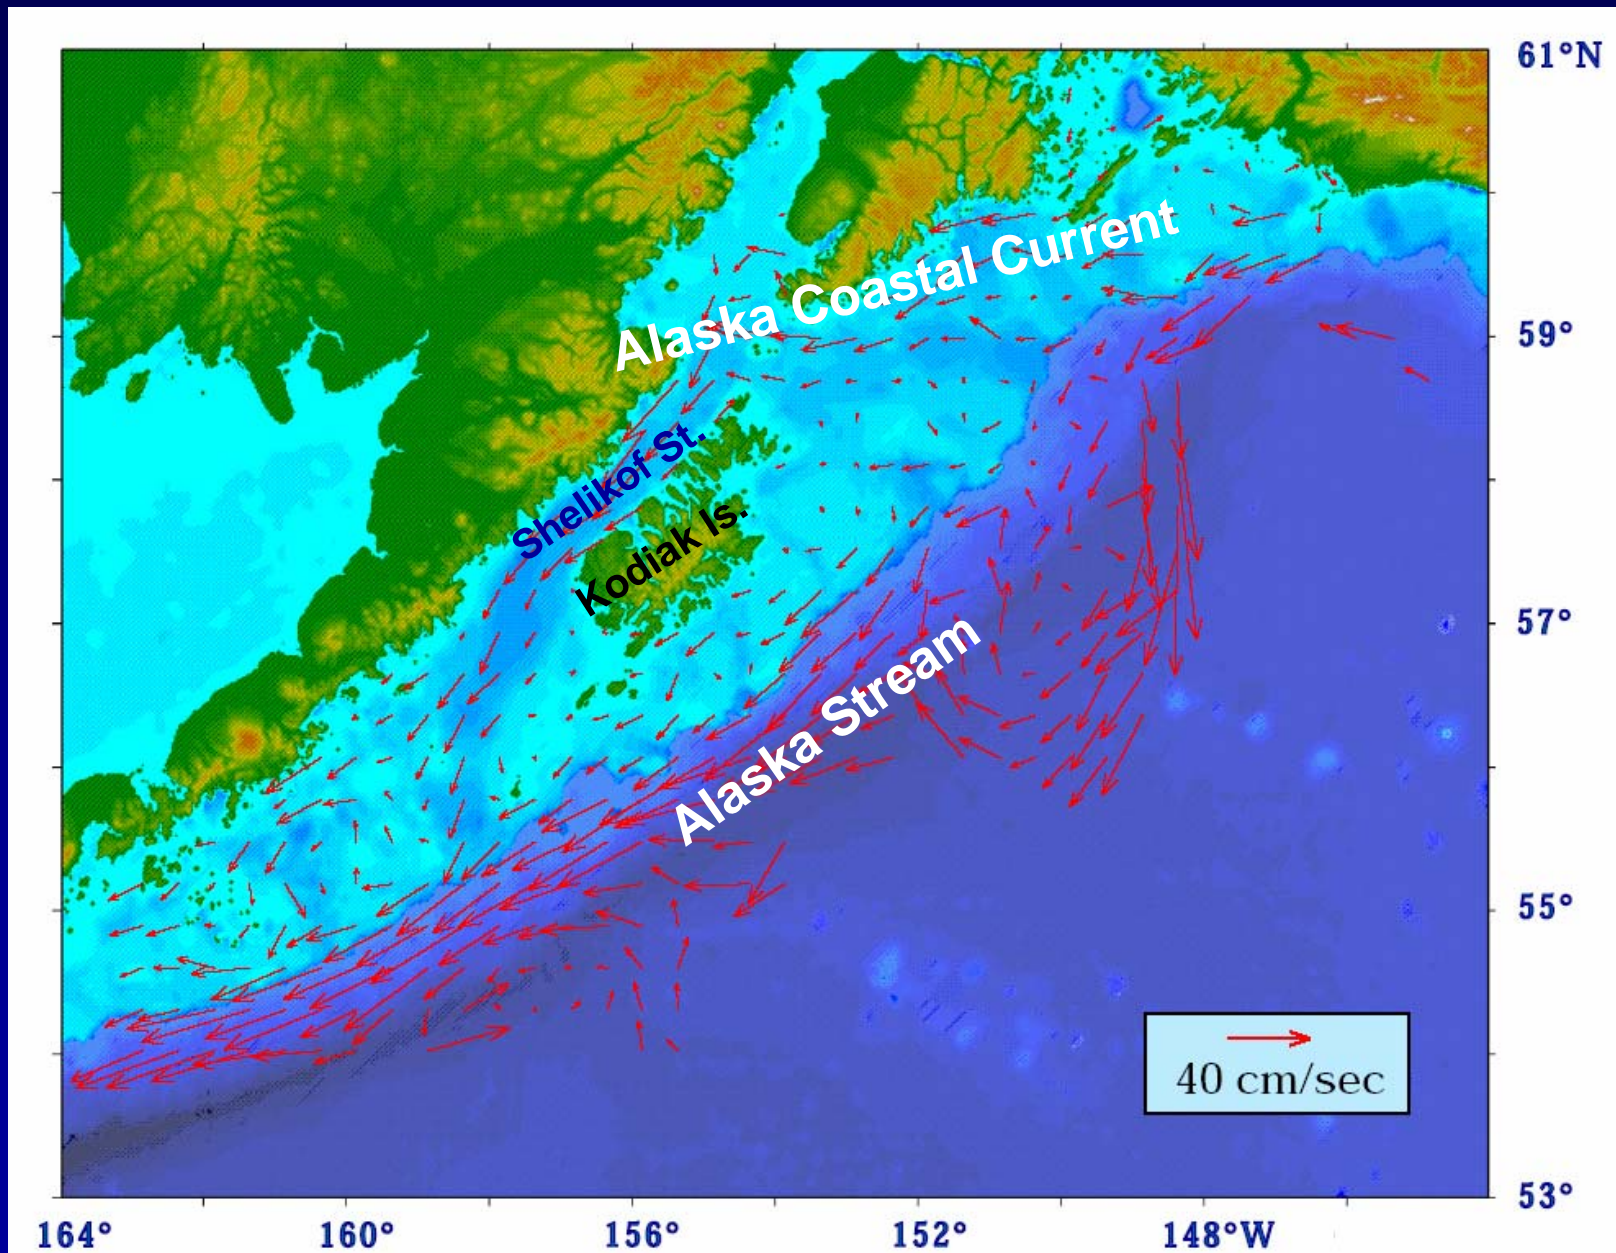 61°N
Alaska Coastal Current
59°
Shelikof St.
Kodiak Is.
57°
Alaska Stream
55°
40 cm/sec
53°
164° 160° 156° 152° 148°W